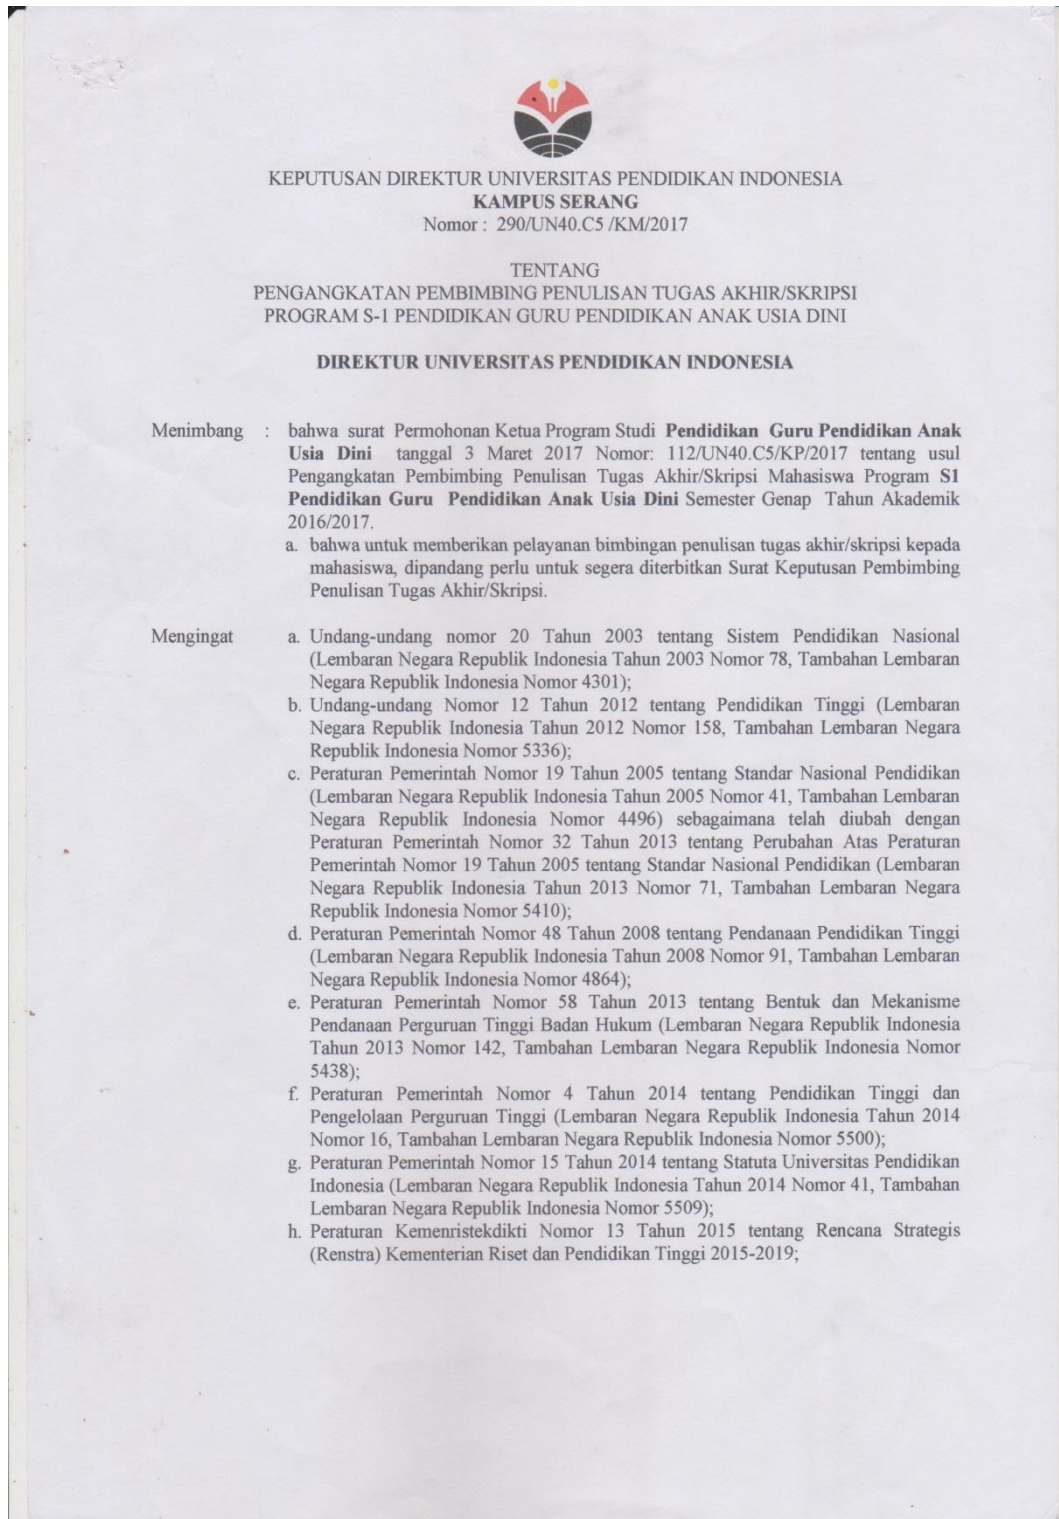 KEPUTUSAN DIREKTUR UNIVERSITAS PENDIDIKAN INDONESIA
KAMPUS SERANG
Nomor : 290/UN40.C5 /KM/2017
TENTANG
PENGANGKATAN PEMBIMBING PENULISAN TUGAS AKHIR/SKRIPSI
PROGRAM S-1 PENDIDIKAN GURU PENDIDIKAN ANAK USIA DINI
DIREKTUR UNIVERSITAS PENDIDIKAN INDONESIA
Menimbang : bahwa surat Permohonan Ketua Program Studi Pendidikan Guru Pendidikan Anak
Usia Dini tanggal 3 Maret 2017 Nomor: 112/UN40.C5/KP/2017 tentang usul
Pengangkatan Pembimbing Penulisan Tugas Akhir/Skripsi Mahasiswa Program S1
Pendidikan Guru Pendidikan Anak Usia Dini Semester Genap Tahun Akademik
2016/2017.
a. bahwa untuk memberikan pelayanan bimbingan penulisan tugas akhir/skripsi kepada
mahasiswa, dipandang perlu untuk segera diterbitkan Surat Keputusan Pembimbing
Penulisan Tugas Akhir/Skripsi.
Mengingat a. Undang-undang nomor 20 Tahun 2003 tentang Sistem Pendidikan Nasional
(Lembaran Negara Republik Indonesia Tahun 2003 Nomor 78, Tambahan Lembaran
Negara Republik Indonesia Nomor 4301);
b. Undang-undang Nomor 12 Tahun 2012 tentang Pendidikan Tinggi (Lembaran
Negara Republik Indonesia Tahun 2012 Nomor 158, Tambahan Lembaran Negara
Republik Indonesia Nomor 5336);
c. Peraturan Pemerintah Nomor 19 Tahun 2005 tentang Standar Nasional Pendidikan
(Lembaran Negara Republik Indonesia Tahun 2005 Nomor 41, Tambahan Lembaran
Negara Republik Indonesia Nomor 4496) sebagaimana telah diubah dengan
Peraturan Pemerintah Nomor 32 Tahun 2013 tentang Perubahan Atas Peraturan
Pemerintah Nomor 19 Tahun 2005 tentang Standar Nasional Pendidikan (Lembaran
Negara Republik Indonesia Tahun 2013 Nomor 71, Tambahan Lembaran Negara
Republik Indonesia Nomor 5410);
d. Peraturan Pemerintah Nomor 48 Tahun 2008 tentang Pendanaan Pendidikan Tinggi
(Lembaran Negara Republik Indonesia Tahun 2008 Nomor 91, Tambahan Lembaran
Negara Republik Indonesia Nomor 4864);
e. Peraturan Pemerintah Nomor 58 Tahun 2013 tentang Bentuk dan Mekanisme
Pendanaan Perguruan Tinggi Badan Hukum (Lembaran Negara Republik Indonesia
Tahun 2013 Nomor 142, Tambahan Lembaran Negara Republik Indonesia Nomor
5438);
f. Peraturan Pemerintah Nomor 4 Tahun 2014 tentang Pendidikan Tinggi dan
Pengelolaan Perguruan Tinggi (Lembaran Negara Republik Indonesia Tahun 2014
Nomor 16, Tambahan Lembaran Negara Republik Indonesia Nomor 5500);
g. Peraturan Pemerintah Nomor 15 Tahun 2014 tentang Statuta Universitas Pendidikan
Indonesia (Lembaran Negara Republik Indonesia Tahun 2014 Nomor 41, Tambahan
Lembaran Negara Republik Indonesia Nomor 5509);
h. Peraturan Kemenristekdikti Nomor 13 Tahun 2015 tentang Rencana Strategis
(Renstra) Kementerian Riset dan Pendidikan Tinggi 2015-2019;